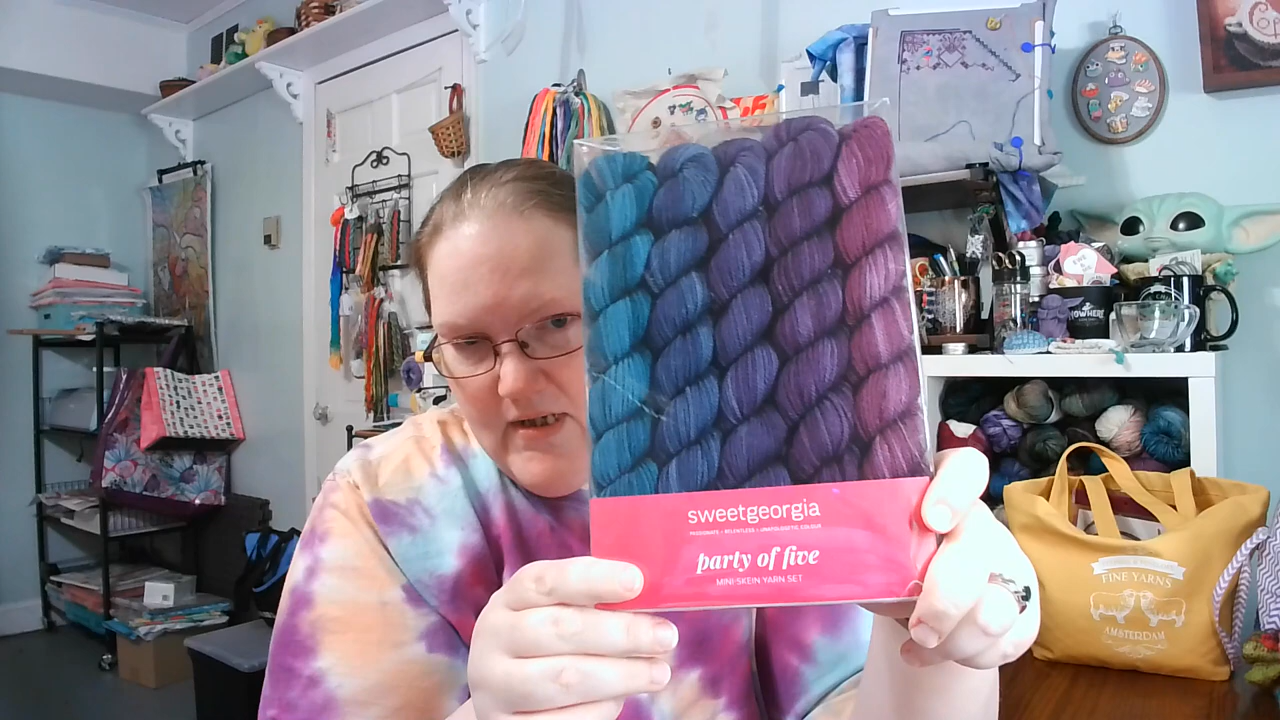 sweetgeorgia
PASSIONATE + RELENTLESS + UNAPOLOGETIC COLOUR
party of five
MINI-SKEIN YARN SET
NOWHERE
FINE YARNS
AMSTERDAM